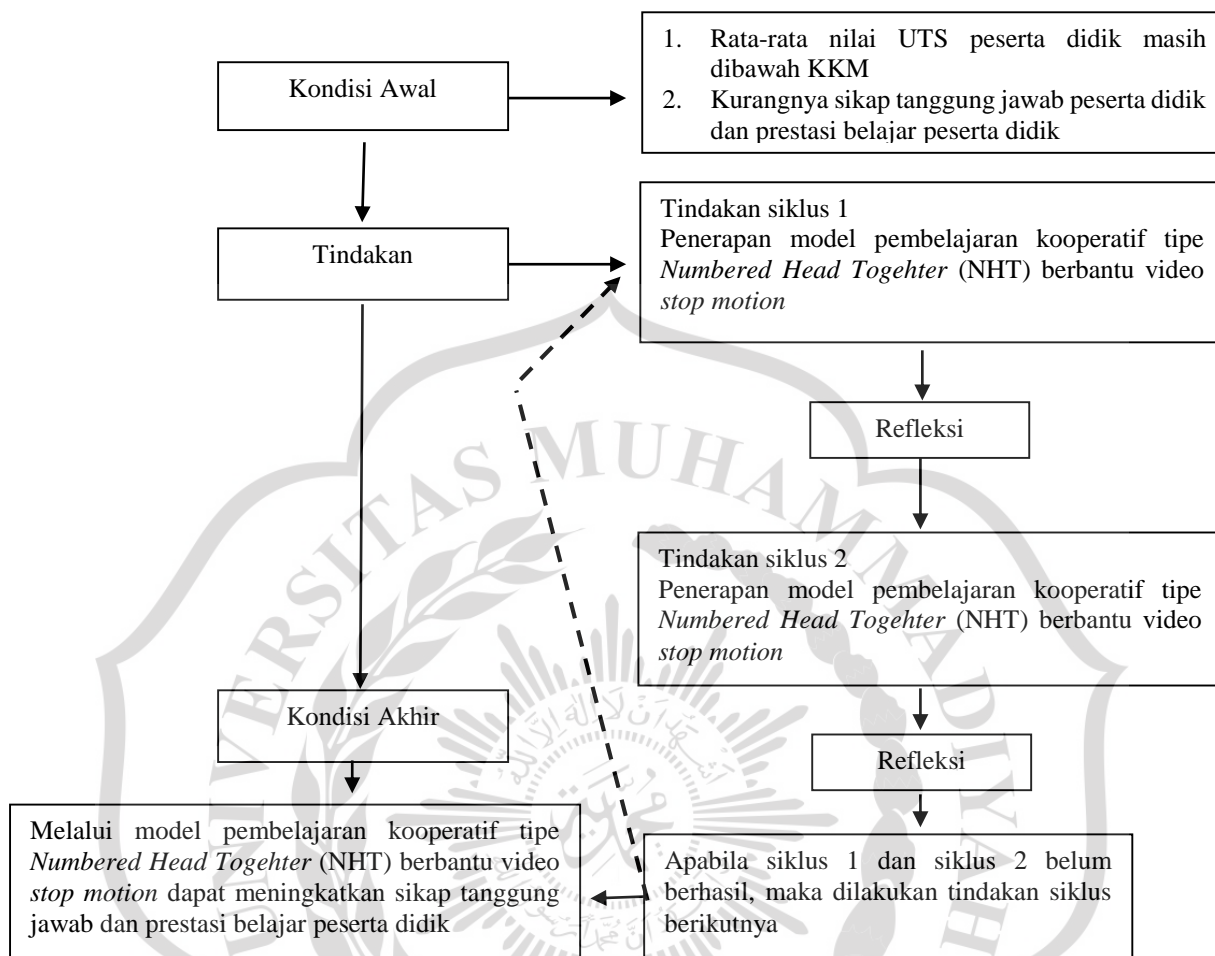 Kondisi Awal
1. Rata-rata nilai UTS peserta didik masih
dibawah KKM
2. Kurangnya sikap tanggung jawab peserta didik
dan prestasi belajar peserta didik
Tindakan
Tindakan siklus 1
Penerapan model pembelajaran kooperatif tipe
Numbered Head Togehter (NHT) berbantu video
stop motion
Refleksi
Tindakan siklus 2
Penerapan model pembelajaran kooperatif tipe
Numbered Head Togehter (NHT) berbantu video
stop motion
Refleksi
Apabila siklus 1 dan siklus 2 belum
berhasil, maka dilakukan tindakan siklus
berikutnya
Kondisi Akhir
Melalui model pembelajaran kooperatif tipe
Numbered Head Togehter (NHT) berbantu video
stop motion dapat meningkatkan sikap tanggung
jawab dan prestasi belajar peserta didik
UNIVERSITAS MUHAMMADIYAH